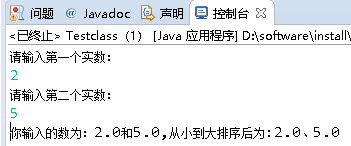 问题 @ Javadoc 声明 控制台
<已终止> Testclass (1) [Java 应用程序] D:\software\install\
请输入第一个实数:
2
请输入第二个实数:
5
你输入的数为: 2.0和5.0,从小到大排序后为:2.0、5.0